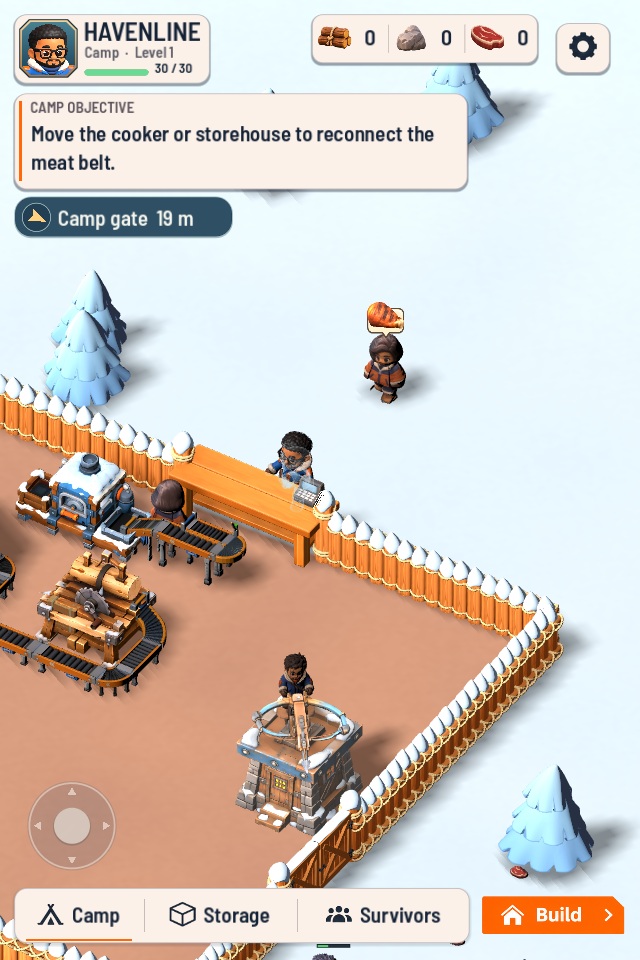 HAVENLINE
Camp · Level 1
30 / 30
0
0
0
CAMP OBJECTIVE
Move the cooker or storehouse to reconnect the
meat belt.
Camp gate 19 m
Camp
Storage
Survivors
Build